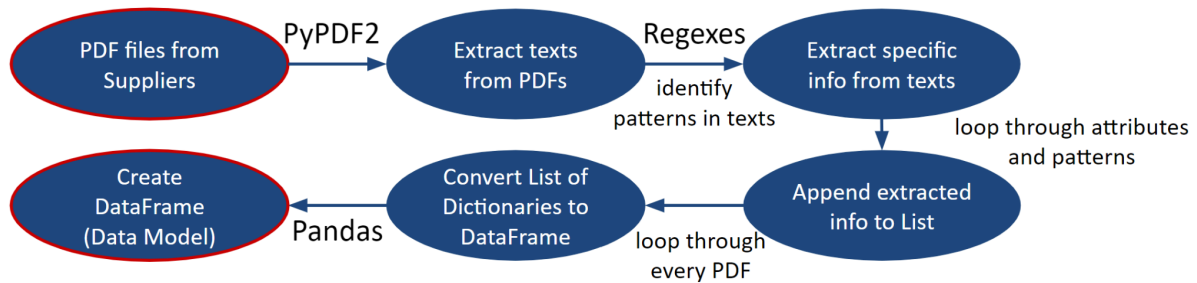 PDF files from
Suppliers
PyPDF2
Extract texts
from PDFs
Regexes
identify
patterns in texts
Extract specific
info from texts
loop through attributes
and patterns
Append extracted
info to List
loop through
every PDF
Convert List of
Dictionaries to
DataFrame
Pandas
Create
DataFrame
(Data Model)